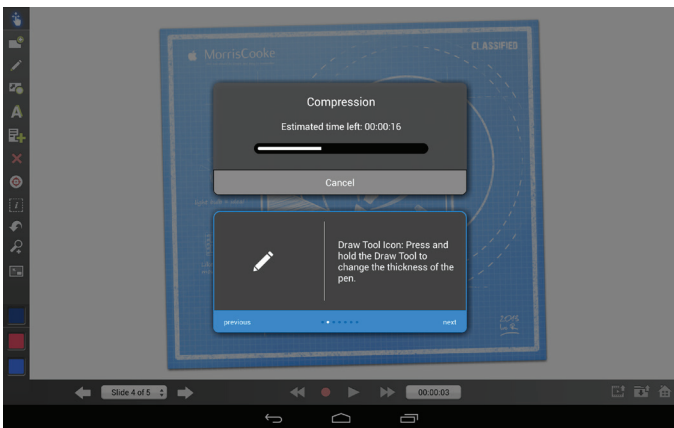 MorrisCooke
CLASSIFIED
Compression
Estimated time left: 00:00:16
Cancel
Draw Tool Icon: Press and
hold the Draw Tool to
change the thickness of the
pen.
previous
next
Slide 4 of 5
00:00:03